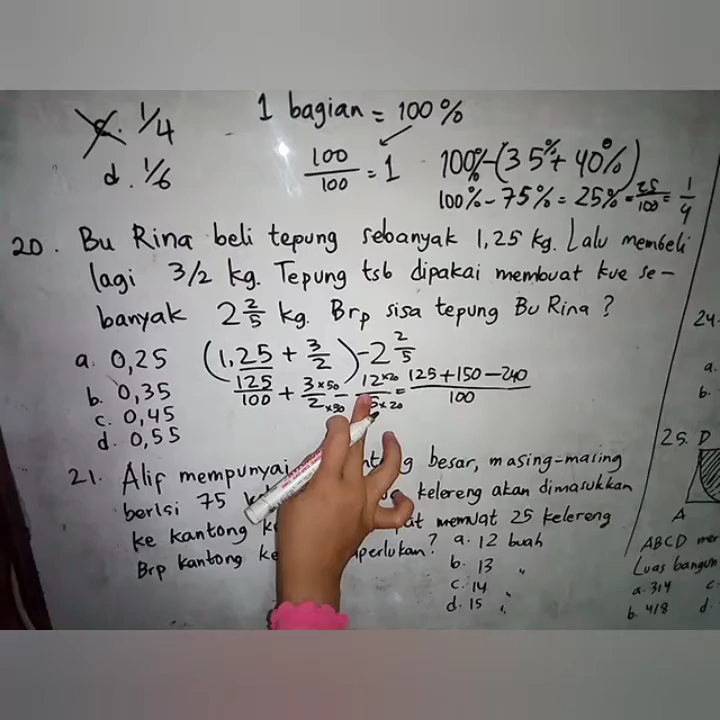 c. 1/4
d. 1/6
1 bagian = 100%
100/100 = 1
100% - (35% + 40%)
100% - 75% = 25% = 25/100 = 1/4
20. Bu Rina beli tepung sebanyak 1,25 kg. Lalu membeli
lagi 3/2 kg. Tepung tsb dipakai membuat kue se-
banyak 2 2/5 kg. Brp sisa tepung Bu Rina?
a. 0,25
b. 0,35
c. 0,45
d. 0,55
(1,25 + 3/2) - 2 2/5
125/100 + 3 x50/2 x50 - 12 x20/5 x20 = 125 + 150 - 240/100
21. Alif mempunyai besar, masing-masing
berisi 75 kelereng akan dimasukkan
ke kantong memuat 25 kelereng
Brp kantong
a. 12 buah
b. 13 "
c. 14 "
d. 15 "
24.
a.
b.
25. D
A
ABCD
Luas bangun
a. 314
b. 418
c.
d.